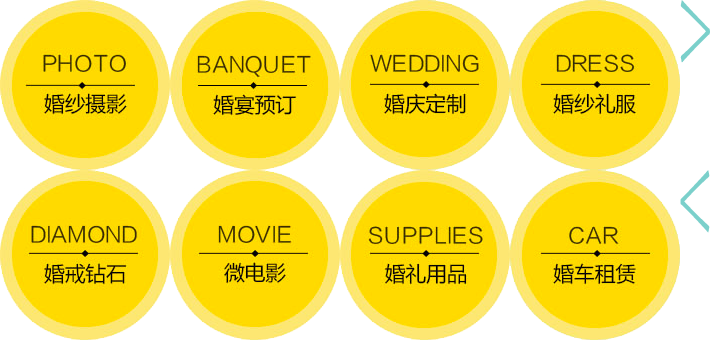 PHOTO
婚纱摄影
BANQUET
婚宴预订
WEDDING
婚庆定制
DRESS
婚纱礼服
DIAMOND
婚戒钻石
MOVIE
微电影
SUPPLIES
婚礼用品
CAR
婚车租赁